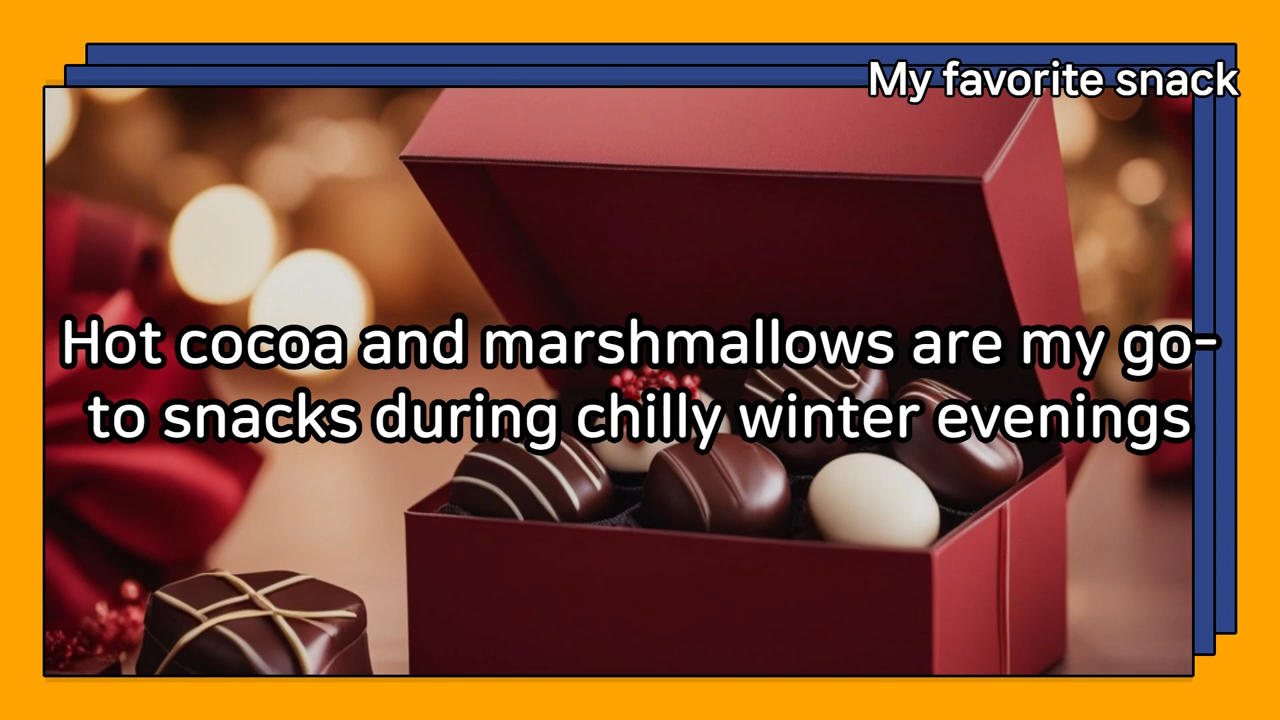 My favorite snack
Hot cocoa and marshmallows are my go-
to snacks during chilly winter evenings